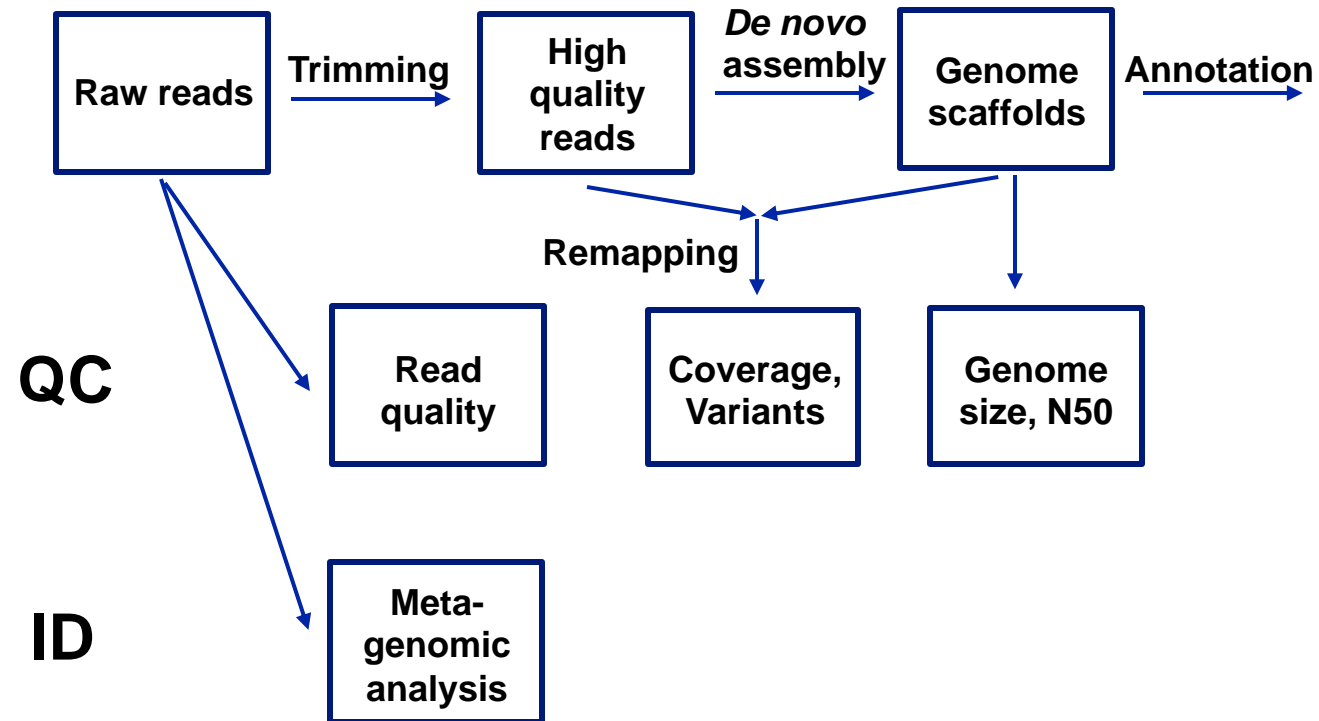 Raw reads
Trimming
High
quality
reads
De novo
assembly
Genome
scaffolds
Annotation
Remapping
QC
Read
quality
Coverage,
Variants
Genome
size, N50
ID
Meta-
genomic
analysis